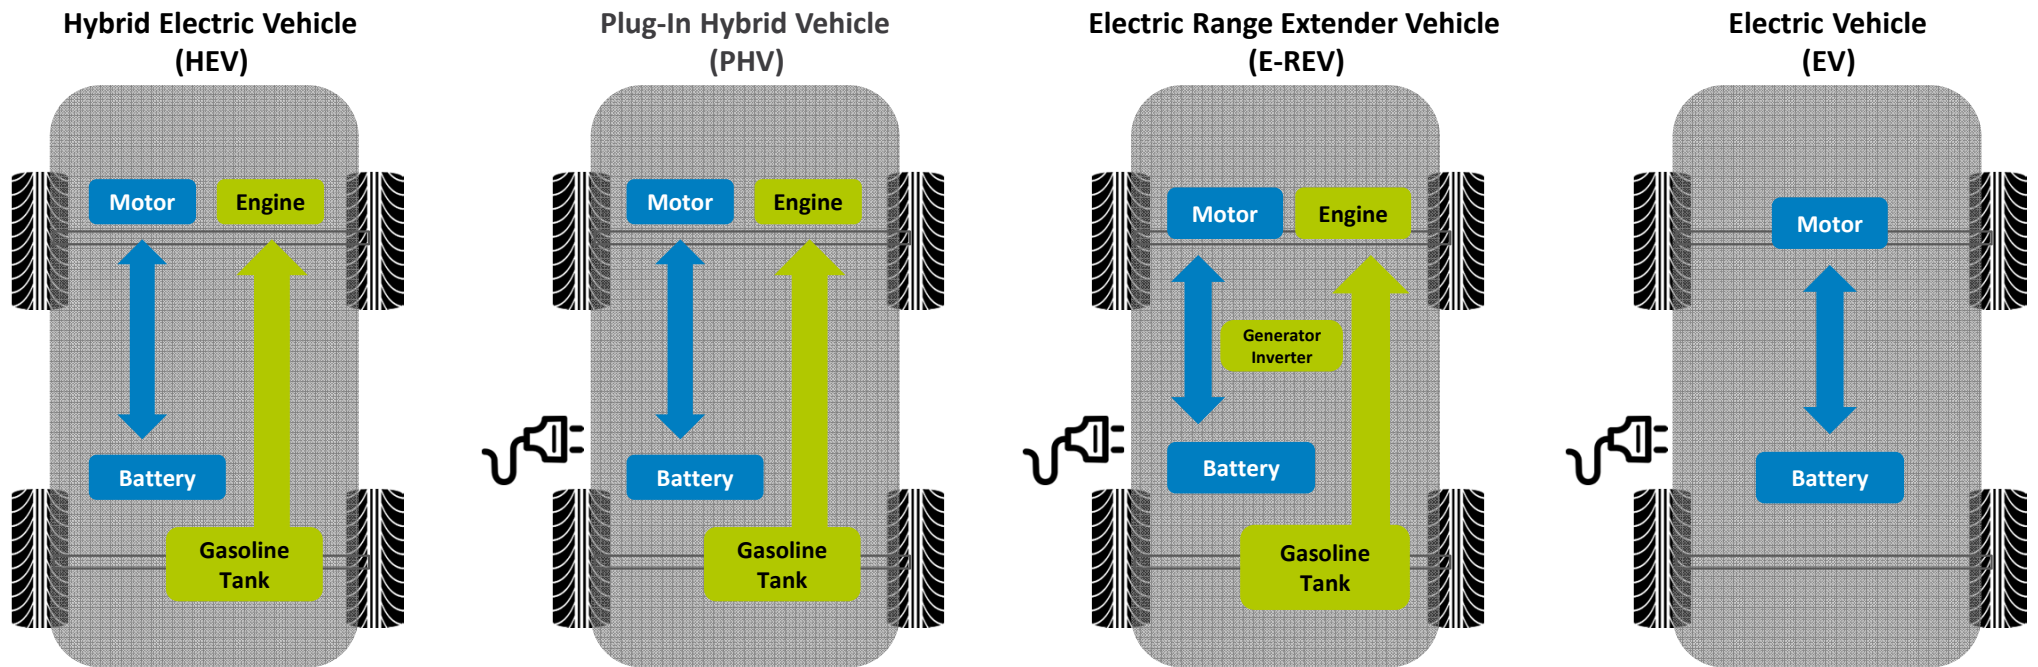 Hybrid Electric Vehicle
(HEV)
Motor
Engine
Battery
Gasoline
Tank
Plug-In Hybrid Vehicle
(PHV)
Motor
Engine
Battery
Gasoline
Tank
Electric Range Extender Vehicle
(E-REV)
Motor
Engine
Generator
Inverter
Battery
Gasoline
Tank
Electric Vehicle
(EV)
Motor
Battery